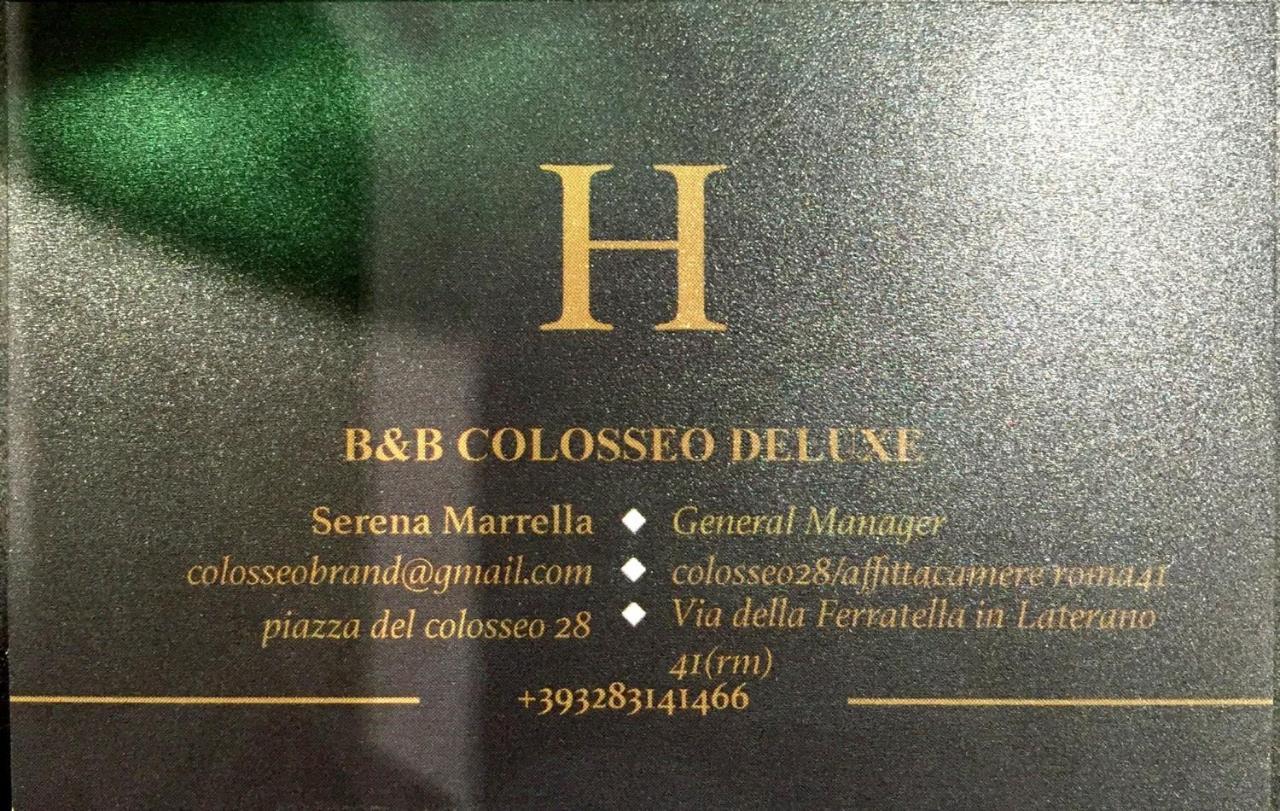 H
B&B COLOSSEO DELUXE
Serena Marrella ◆ General Manager
colosseobrand@gmail.com ◆ colosseo28/affittacamere roma41
piazza del colosseo 28 ◆ Via della Ferratella in Laterano
41(rm)
+393283141466